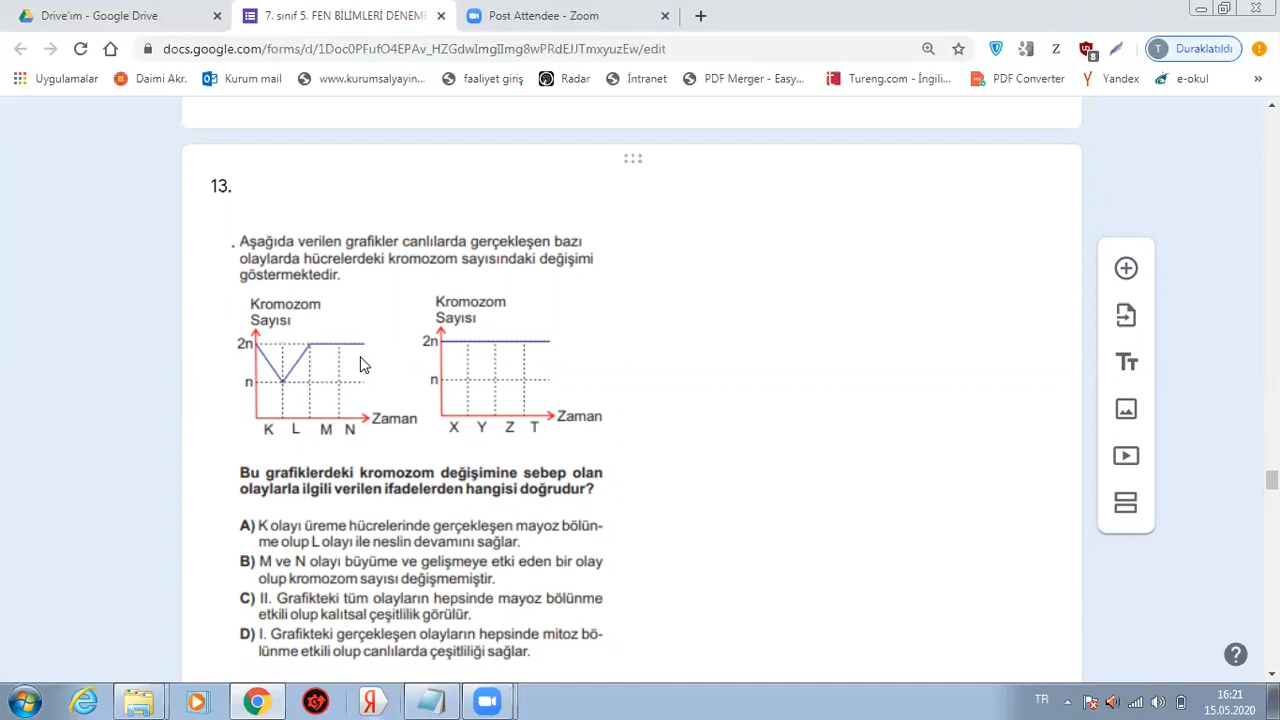 Drive'ım - Google Drive
7. sınıf 5. FEN BİLİMLERİ DENEME
Post Attendee - Zoom
docs.google.com/forms/d/1Doc0PFufO4EPAv_HZGdwImgIImg8wPRdEJJTmxyuzEw/edit
T Duraklatıldı
Uygulamalar
Daimi Akr.
Kurum mail
www.kurumsalyayin...
faaliyet giriş
Radar
İntranet
PDF Merger - Easy...
Tureng.com - İngili...
PDF Converter
Yandex
e-okul
13.
. Aşağıda verilen grafikler canlılarda gerçekleşen bazı
olaylarda hücrelerdeki kromozom sayısındaki değişimi
göstermektedir.
Kromozom
Sayısı
2n
n
Zaman
K L M N
Kromozom
Sayısı
2n
n
Zaman
X Y Z T
Bu grafiklerdeki kromozom değişimine sebep olan
olaylarla ilgili verilen ifadelerden hangisi doğrudur?
A) K olayı üreme hücrelerinde gerçekleşen mayoz bölün-
me olup L olayı ile neslin devamını sağlar.
B) M ve N olayı büyüme ve gelişmeye etki eden bir olay
olup kromozom sayısı değişmemiştir.
C) II. Grafikteki tüm olayların hepsinde mayoz bölünme
etkili olup kalıtsal çeşitlilik görülür.
D) I. Grafikteki gerçekleşen olayların hepsinde mitoz bö-
lünme etkili olup canlılarda çeşitliliği sağlar.
TR
16:21
15.05.2020